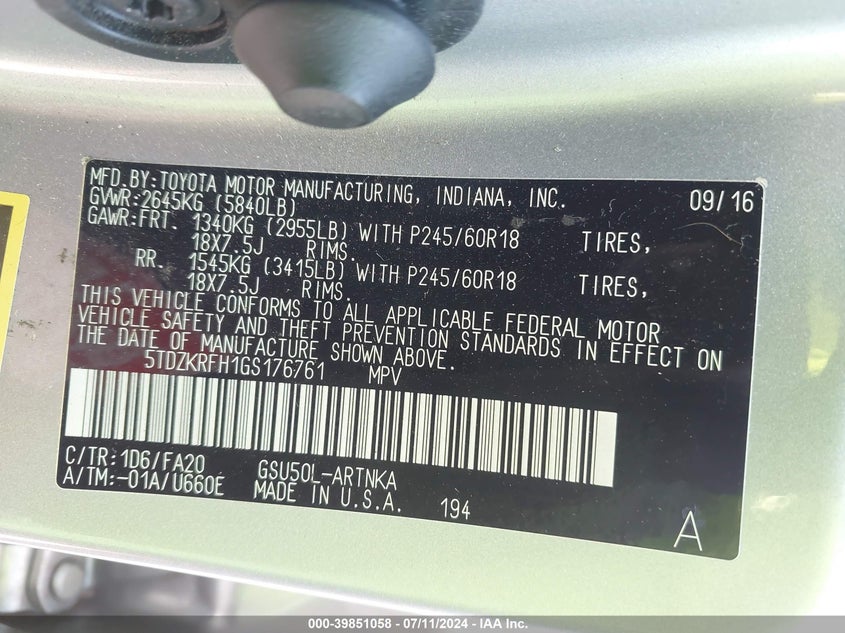 MFD.BY:TOYOTA MOTOR MANUFACTURING, INDIANA, INC. 09/16
GVWR:2645KG (5840LB)
GAWR:FRT. 1340KG (2955LB) WITH P245/60R18 TIRES,
18X7.5J RIMS.
RR. 1545KG (3415LB) WITH P245/60R18 TIRES,
18X7.5J RIMS.
THIS VEHICLE CONFORMS TO ALL APPLICABLE FEDERAL MOTOR
VEHICLE SAFETY AND THEFT PREVENTION STANDARDS IN EFFECT ON
THE DATE OF MANUFACTURE SHOWN ABOVE.
5TDZKRFH1GS176761 MPV
C/TR:1D6/FA20 GSU50L-ARTNKA
A/TM:-01A/U660E MADE IN U.S.A. 194
A
000-39851058 - 07/11/2024 - IAA Inc.